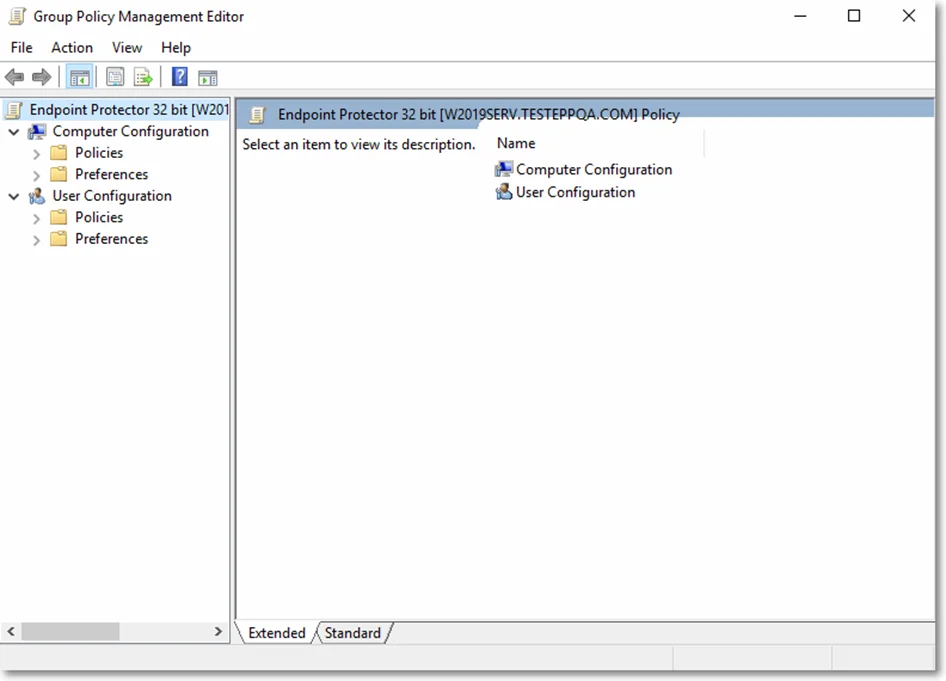 Group Policy Management Editor
File Action View Help
Endpoint Protector 32 bit [W201
Computer Configuration
Policies
Preferences
User Configuration
Policies
Preferences
Endpoint Protector 32 bit [W2019SERV.TESTEPPQA.COM] Policy
Select an item to view its description.
Name
Computer Configuration
User Configuration
Extended Standard